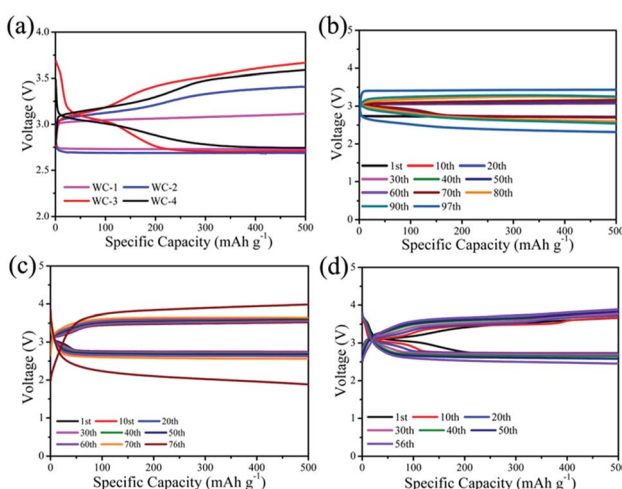 (a)
4.0
3.5
3.0
2.5
2.0
Voltage (V)
WC-1 WC-2
WC-3 WC-4
0 100 200 300 400 500
Specific Capacity (mAh g-1)
(b)
5
4
3
2
1
0
Voltage (V)
1st 10th 20th
30th 40th 50th
60th 70th 80th
90th 97th
0 100 200 300 400 500
Specific Capacity (mAh g-1)
(c)
5
4
3
2
1
0
Voltage (V)
1st 10st 20th
30th 40th 50th
60th 70th 76th
0 100 200 300 400 500
Specific Capacity (mAh g-1)
(d)
5
4
3
2
1
0
Voltage (V)
1st 10th 20th
30th 40th 50th
56th
0 100 200 300 400 500
Specific Capacity (mAh g-1)